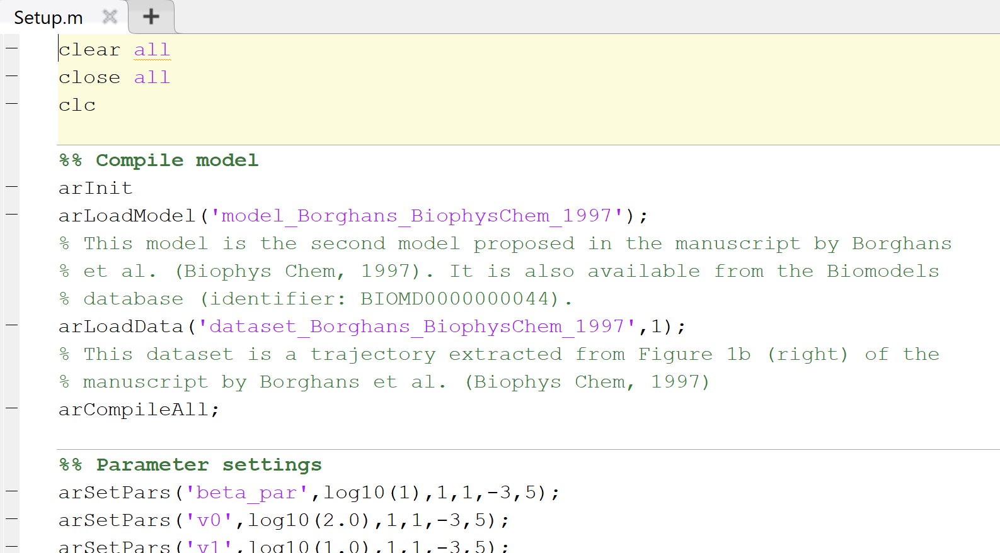 Setup.m
clear all
close all
clc
%% Compile model
arInit
arLoadModel('model_Borghans_BiophysChem_1997');
% This model is the second model proposed in the manuscript by Borghans
% et al. (Biophys Chem, 1997). It is also available from the Biomodels
% database (identifier: BIOMD0000000044).
arLoadData('dataset_Borghans_BiophysChem_1997',1);
% This dataset is a trajectory extracted from Figure 1b (right) of the
% manuscript by Borghans et al. (Biophys Chem, 1997)
arCompileAll;
%% Parameter settings
arSetPars('beta_par',log10(1),1,1,-3,5);
arSetPars('v0',log10(2.0),1,1,-3,5);
arSetPars('v1',log10(1.0),1,1,-3,5);